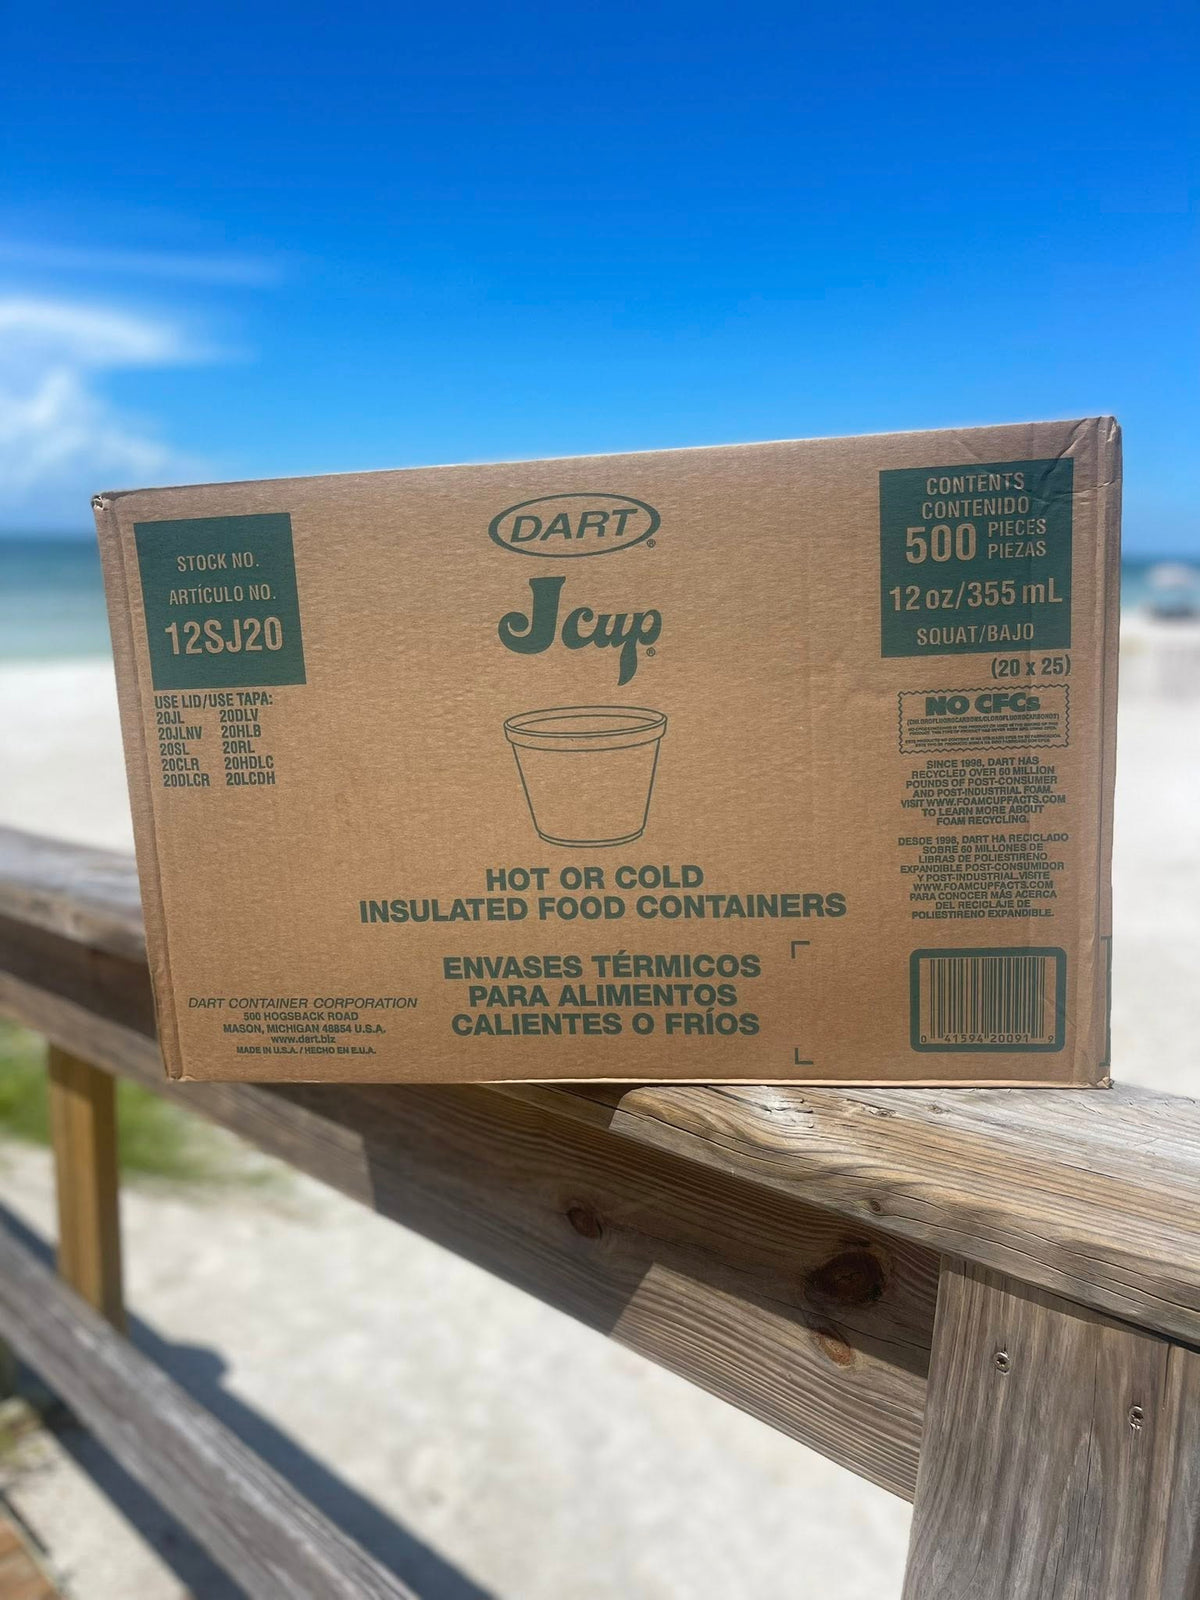 STOCK NO.
ARTÍCULO NO.
12SJ20
USE LID/USE TAPA:
20JL 20DLV
20JLNV 20HLB
20SL 20RL
20CLR 20HDLC
20DLCR 20LCDH
DART®
J cup®
HOT OR COLD
INSULATED FOOD CONTAINERS
ENVASES TÉRMICOS
PARA ALIMENTOS
CALIENTES O FRÍOS
DART CONTAINER CORPORATION
500 HOGSBACK ROAD
MASON, MICHIGAN 48854 U.S.A.
www.dart.biz
MADE IN U.S.A. / HECHO EN E.U.A.
CONTENTS
CONTENIDO
500 PIECES
PIEZAS
12 oz/355 mL
SQUAT/BAJO
(20 x 25)
NO CFCs
(CHLOROFLUOROCARBONS/CLOROFLUOROCARBONOS)
SINCE 1998, DART HAS
RECYCLED OVER 60 MILLION
POUNDS OF POST-CONSUMER
AND POST-INDUSTRIAL FOAM.
VISIT WWW.FOAMCUPFACTS.COM
TO LEARN MORE ABOUT
FOAM RECYCLING.
DESDE 1998, DART HA RECICLADO
SOBRE 60 MILLONES DE
LIBRAS DE POLIESTIRENO
EXPANDIBLE POST-CONSUMIDOR
Y POST-INDUSTRIAL.VISITE
WWW.FOAMCUPFACTS.COM
PARA CONOCER MÁS ACERCA
DEL RECICLAJE DE
POLIESTIRENO EXPANDIBLE.
0 41594 20091 9